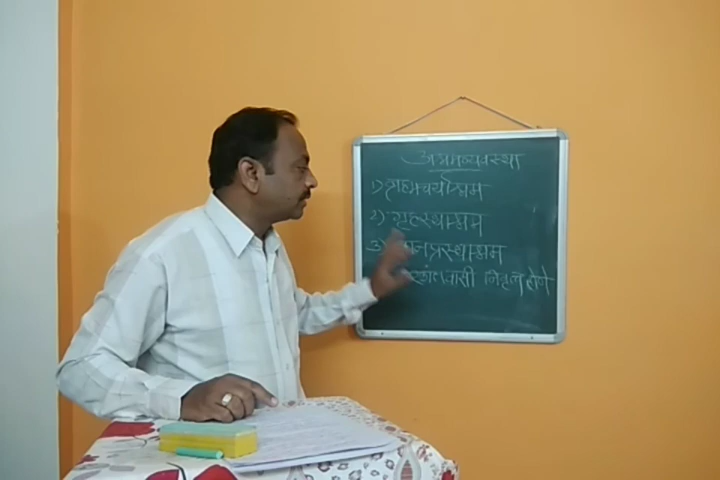 आश्रमव्यवस्था
1) ब्रह्मचर्याश्रम
2) गृहस्थाश्रम
3) वानप्रस्थाश्रम
निवृत्त होणे